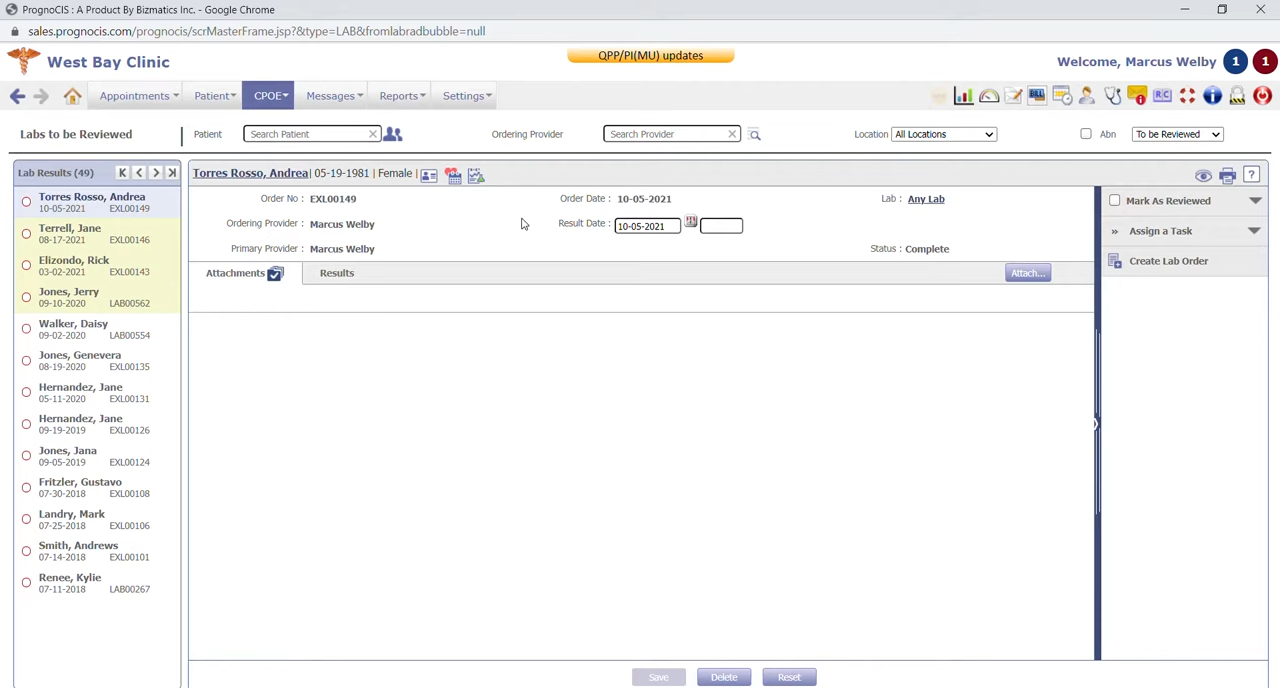 PrognoCIS : A Product By Bizmatics Inc. - Google Chrome
sales.prognocis.com/prognocis/scrMasterFrame.jsp?&type=LAB&fromlabradbubble=null
West Bay Clinic
QPP/PI(MU) updates
Welcome, Marcus Welby 1 1
Appointments Patient CPOE Messages Reports Settings
BILL R C
Labs to be Reviewed Patient Search Patient Ordering Provider Search Provider Location All Locations Abn To be Reviewed
Lab Results (49)
Torres Rosso, Andrea
10-05-2021 EXL00149
Terrell, Jane
08-17-2021 EXL00146
Elizondo, Rick
03-02-2021 EXL00143
Jones, Jerry
09-10-2020 LAB00562
Walker, Daisy
09-02-2020 LAB00554
Jones, Genevera
08-19-2020 EXL00135
Hernandez, Jane
05-11-2020 EXL00131
Hernandez, Jane
09-19-2019 EXL00126
Jones, Jana
09-05-2019 EXL00124
Fritzler, Gustavo
07-30-2018 EXL00108
Landry, Mark
07-25-2018 EXL00106
Smith, Andrews
07-14-2018 EXL00101
Renee, Kylie
07-11-2018 LAB00267
Torres Rosso, Andrea| 05-19-1981 | Female |
Order No : EXL00149 Order Date : 10-05-2021 Lab : Any Lab
Ordering Provider : Marcus Welby Result Date : 10-05-2021
Primary Provider : Marcus Welby Status : Complete
Attachments Results Attach...
Mark As Reviewed
» Assign a Task
Create Lab Order
Save Delete Reset